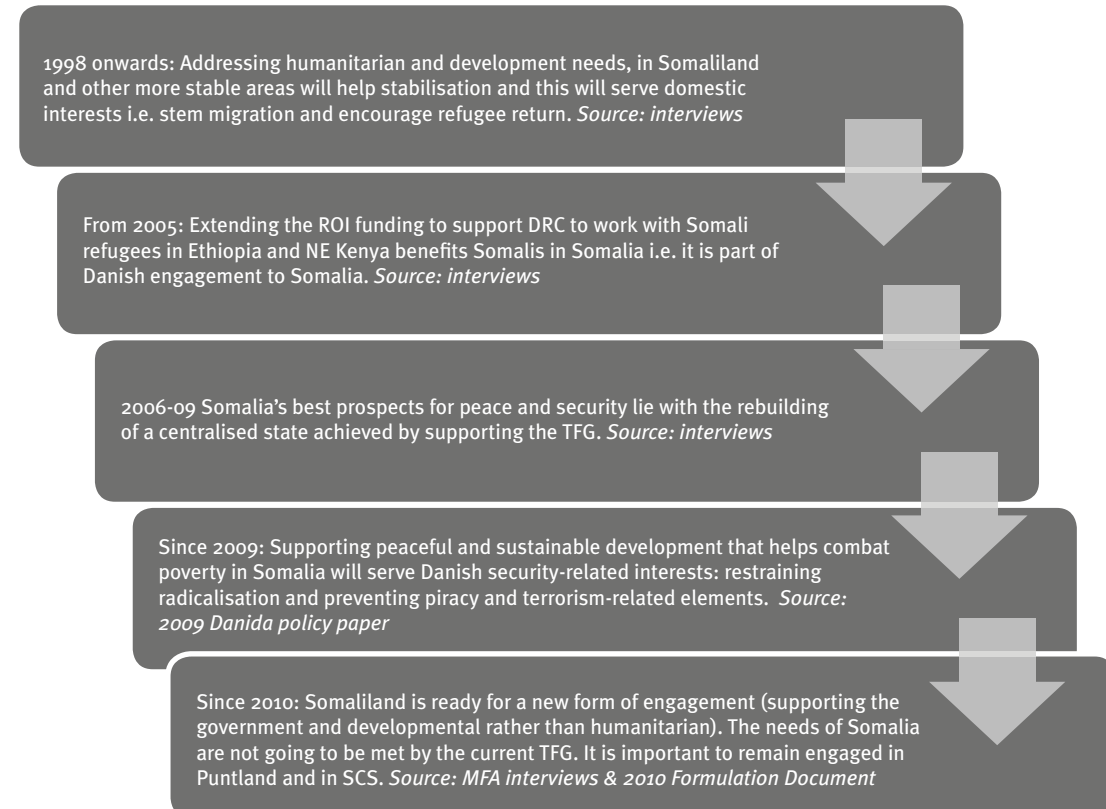 1998 onwards: Addressing humanitarian and development needs, in Somaliland
and other more stable areas will help stabilisation and this will serve domestic
interests i.e. stem migration and encourage refugee return. Source: interviews
From 2005: Extending the ROI funding to support DRC to work with Somali
refugees in Ethiopia and NE Kenya benefits Somalis in Somalia i.e. it is part of
Danish engagement to Somalia. Source: interviews
2006-09 Somalia’s best prospects for peace and security lie with the rebuilding
of a centralised state achieved by supporting the TFG. Source: interviews
Since 2009: Supporting peaceful and sustainable development that helps combat
poverty in Somalia will serve Danish security-related interests: restraining
radicalisation and preventing piracy and terrorism-related elements. Source:
2009 Danida policy paper
Since 2010: Somaliland is ready for a new form of engagement (supporting the
government and developmental rather than humanitarian). The needs of Somalia
are not going to be met by the current TFG. It is important to remain engaged in
Puntland and in SCS. Source: MFA interviews & 2010 Formulation Document